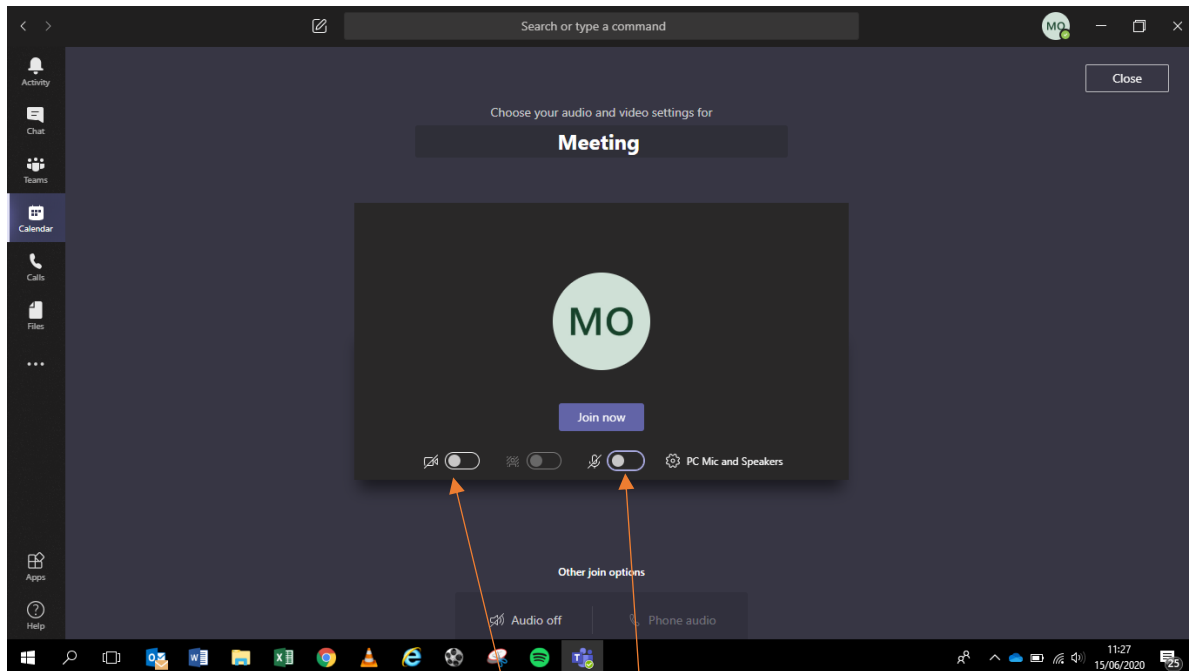 Search or type a command
MO
Activity
Close
Choose your audio and video settings for
Chat
Meeting
Teams
Calendar
Calls
Files
MO
Join now
PC Mic and Speakers
Apps
Other join options
Help
Audio off
Phone audio
11:27
15/06/2020
25